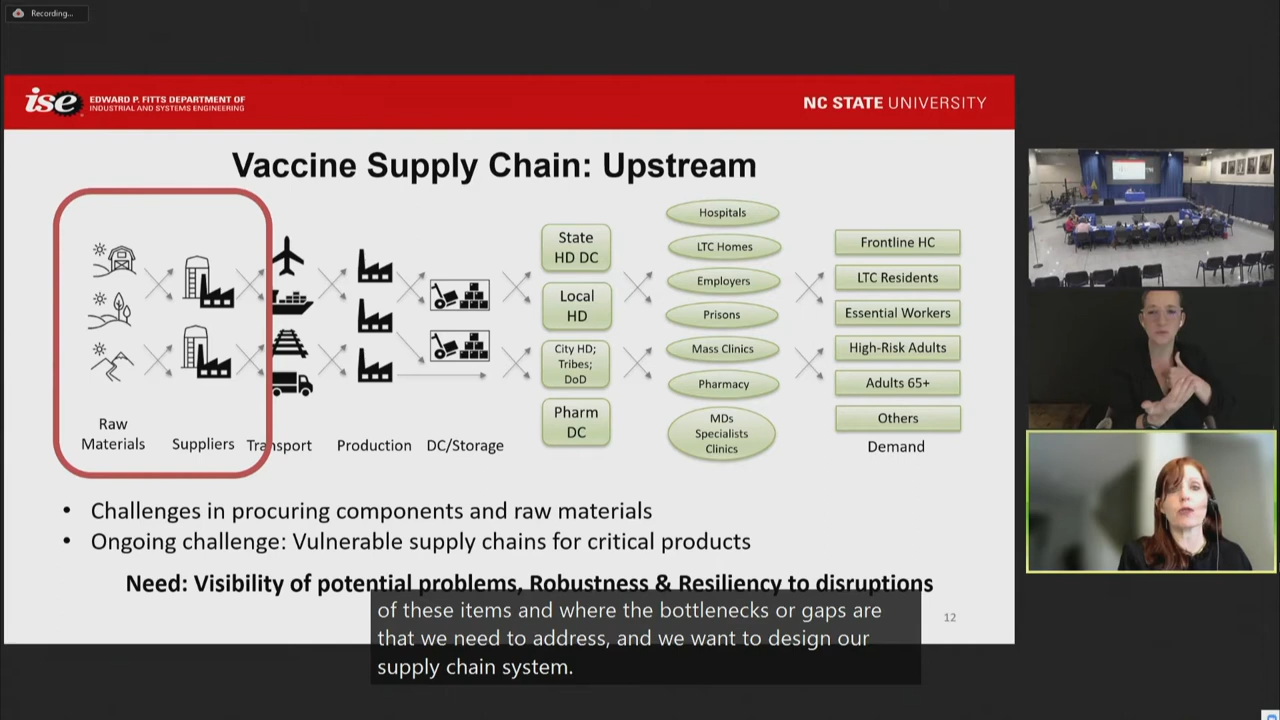 Recording...
ise
EDWARD P. FITTS DEPARTMENT OF
INDUSTRIAL AND SYSTEMS ENGINEERING
NC STATE UNIVERSITY
Vaccine Supply Chain: Upstream
Raw
Materials
Suppliers
Transport
Production
DC/Storage
State
HD DC
Local
HD
City HD;
Tribes;
DoD
Pharm
DC
Hospitals
LTC Homes
Employers
Prisons
Mass Clinics
Pharmacy
MDs
Specialists
Clinics
Frontline HC
LTC Residents
Essential Workers
High-Risk Adults
Adults 65+
Others
Demand
• Challenges in procuring components and raw materials
• Ongoing challenge: Vulnerable supply chains for critical products
Need: Visibility of potential problems, Robustness & Resiliency to disruptions
12
of these items and where the bottlenecks or gaps are
that we need to address, and we want to design our
supply chain system.